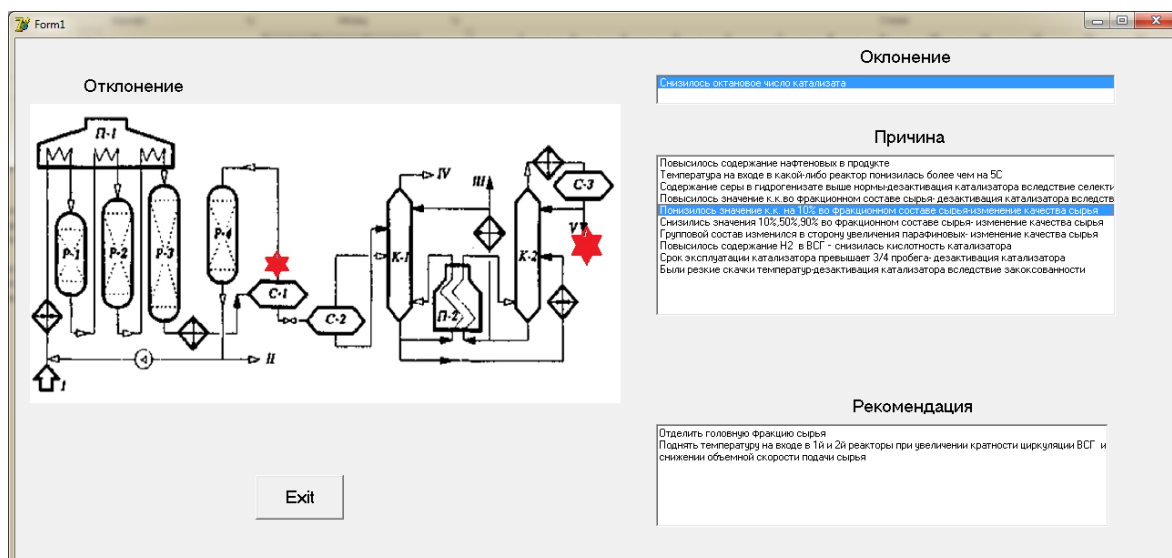 Form1
Отклонение
П-1
Р-1
Р-2
Р-3
Р-4
С-1
С-2
К-1
IV
III
П-2
К-2
С-3
V
I
II
Exit
Оклонение
Снизилось октановое число катализата
Причина
Повысилось содержание нафтеновых в продукте
Температура на входе в какой-либо реактор понизилась более чем на 5С
Содержание серы в гидрогенизате выше нормы-дезактивация катализатора вследствие селекти
Повысилось значение к.к.во фракционном составе сырья- дезактивация катализатора вследств
Понизилось значение к.к. на 10% во фракционном составе сырья-изменение качества сырья
Снизились значения 10%,50%,90% во фракционном составе сырья- изменение качества сырья
Групповой состав изменился в сторону увеличения парафиновых- изменение качества сырья
Повысилось содержание Н2 в ВСГ - снизилась кислотность катализатора
Срок эксплуатации катализатора превышает 3/4 пробега- дезактивация катализатора
Были резкие скачки температур-дезактивация катализатора вследствие закоксованности
Рекомендация
Отделить головную фракцию сырья
Поднять температуру на входе в 1й и 2й реакторы при увеличении кратности циркуляции ВСГ и
снижении объемной скорости подачи сырья